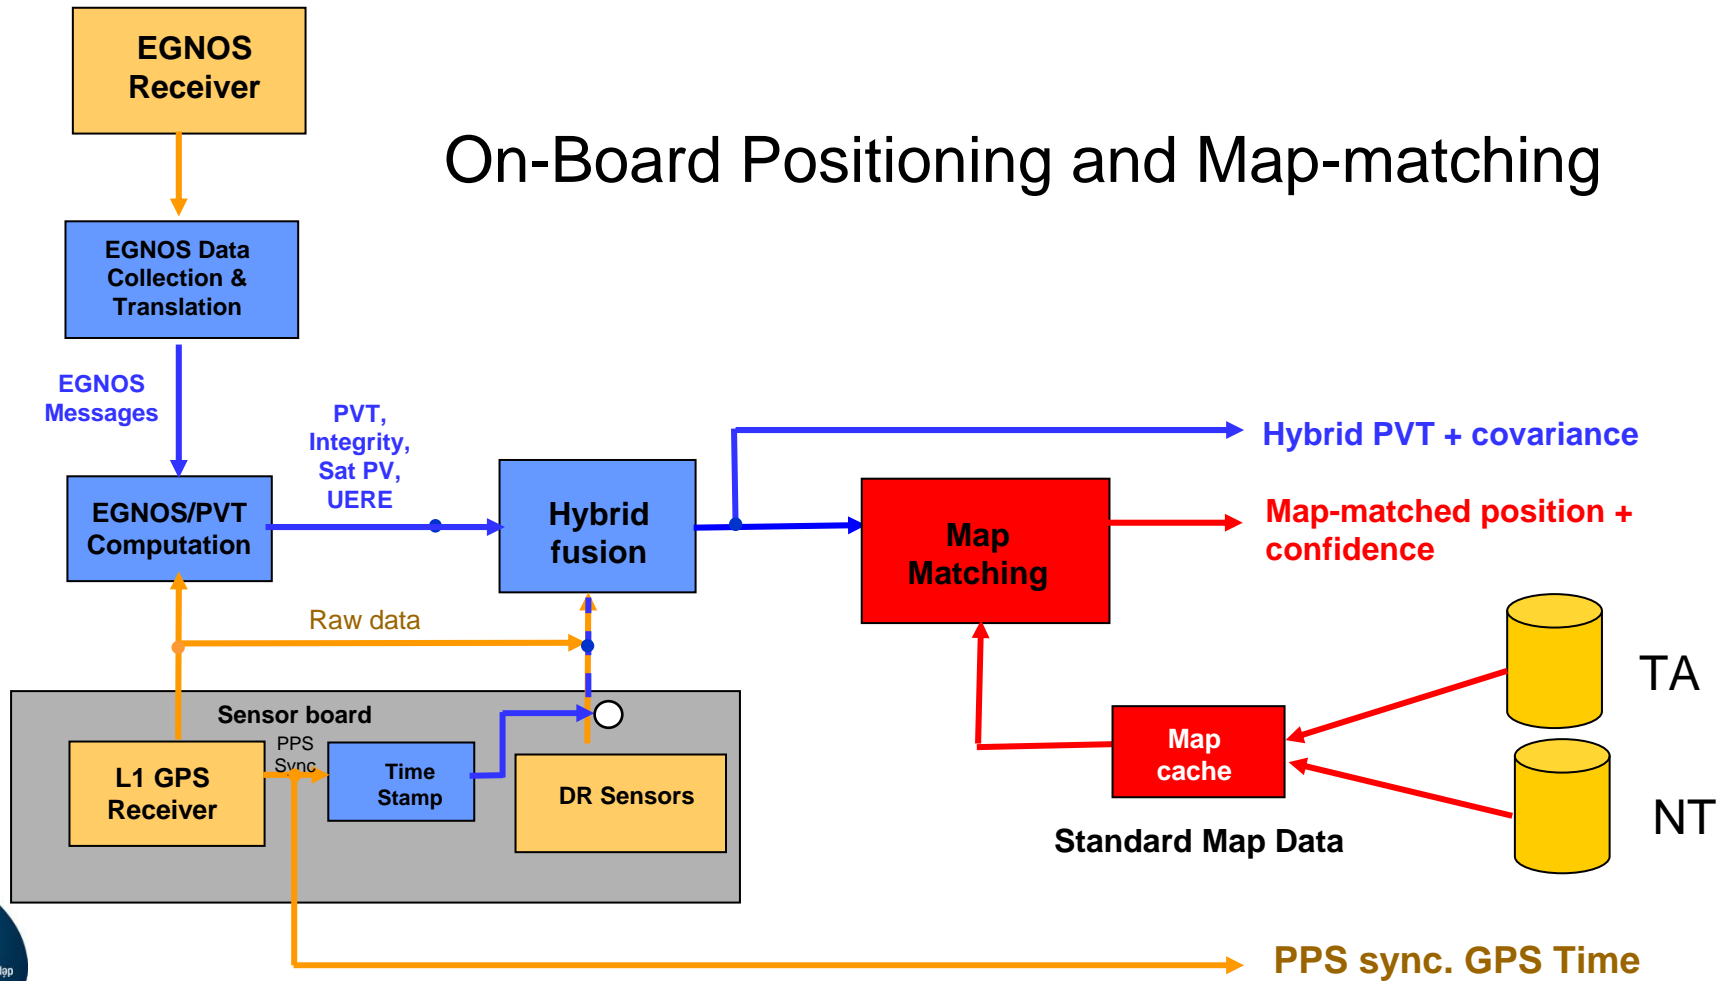 EGNOS
Receiver
On-Board Positioning and Map-matching
EGNOS Data
Collection &
Translation
EGNOS
Messages
PVT,
Integrity,
Sat PV,
UERE
Hybrid PVT + covariance
EGNOS/PVT
Computation
Hybrid
fusion
Map
Matching
Map-matched position +
confidence
Raw data
TA
Sensor board
PPS
Sync
L1 GPS
Receiver
Time
Stamp
DR Sensors
Map
cache
NT
Standard Map Data
PPS sync. GPS Time